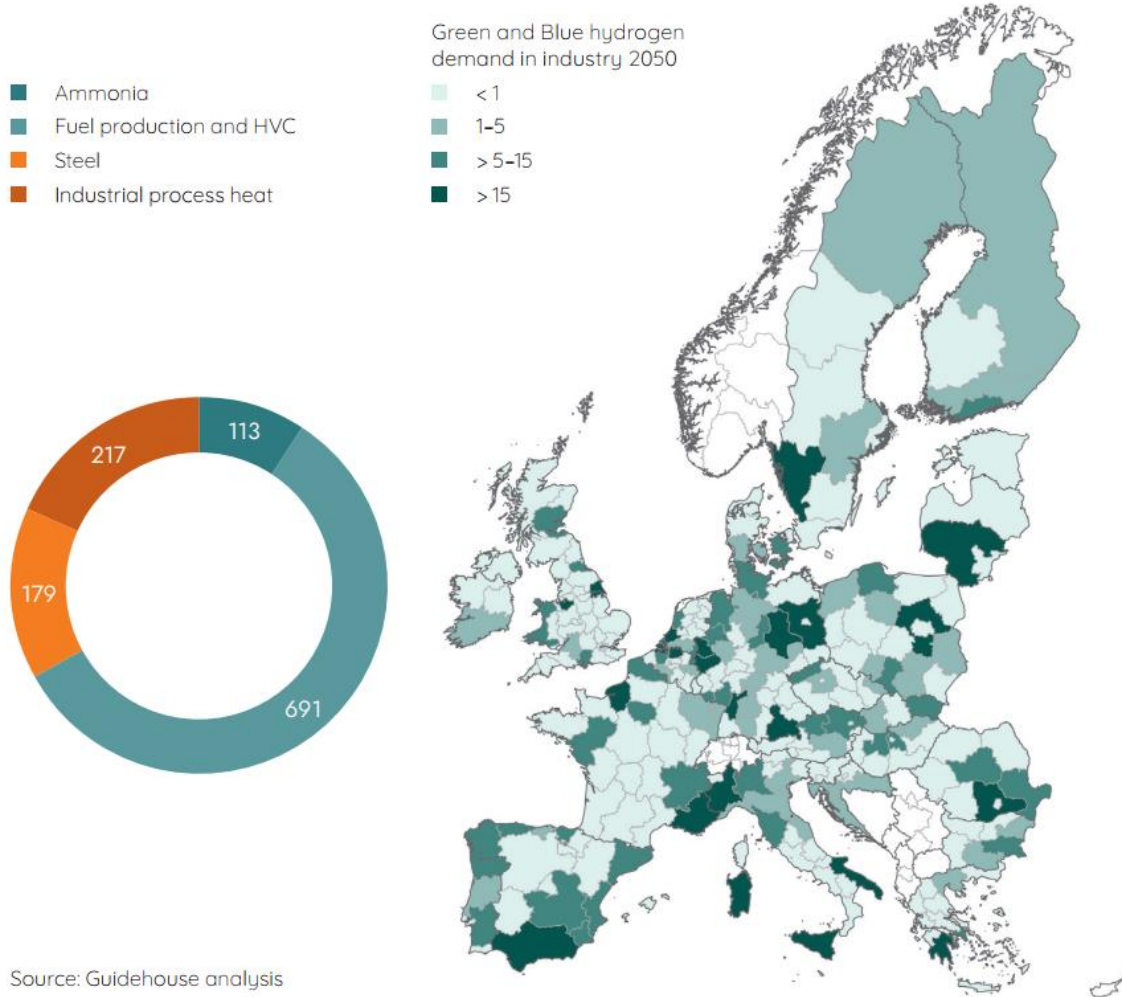 Ammonia
Fuel production and HVC
Steel
Industrial process heat
Green and Blue hydrogen
demand in industry 2050
< 1
1–5
> 5–15
> 15
113
217
179
691
Source: Guidehouse analysis